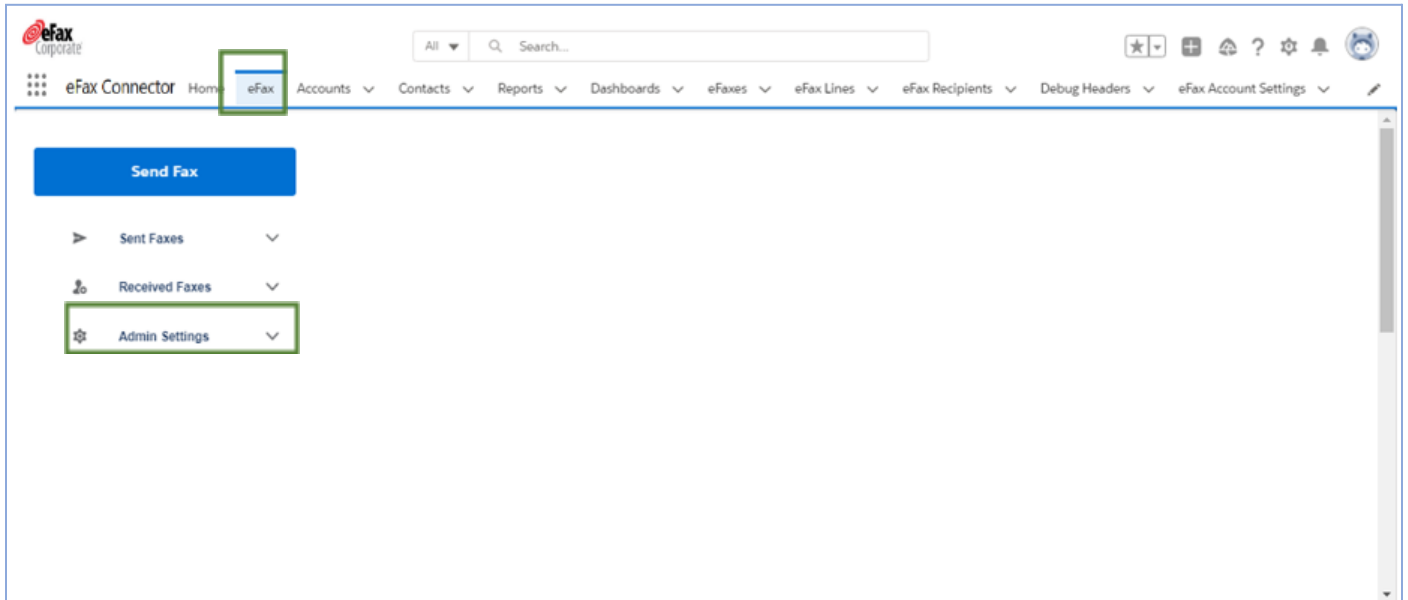 eFax
Corporate
All Search...
eFax Connector Home eFax Accounts Contacts Reports Dashboards eFaxes eFax Lines eFax Recipients Debug Headers eFax Account Settings
Send Fax
Sent Faxes
Received Faxes
Admin Settings